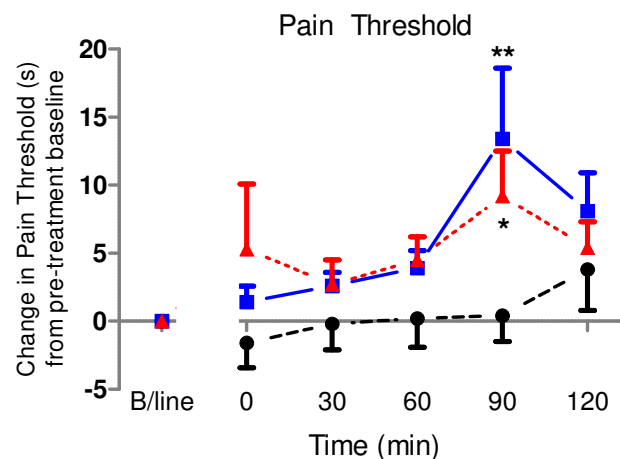 Pain Threshold
Change in Pain Threshold (s)
from pre-treatment baseline
20
15
10
5
0
-5
**
*
B/line 0 30 60 90 120
Time (min)